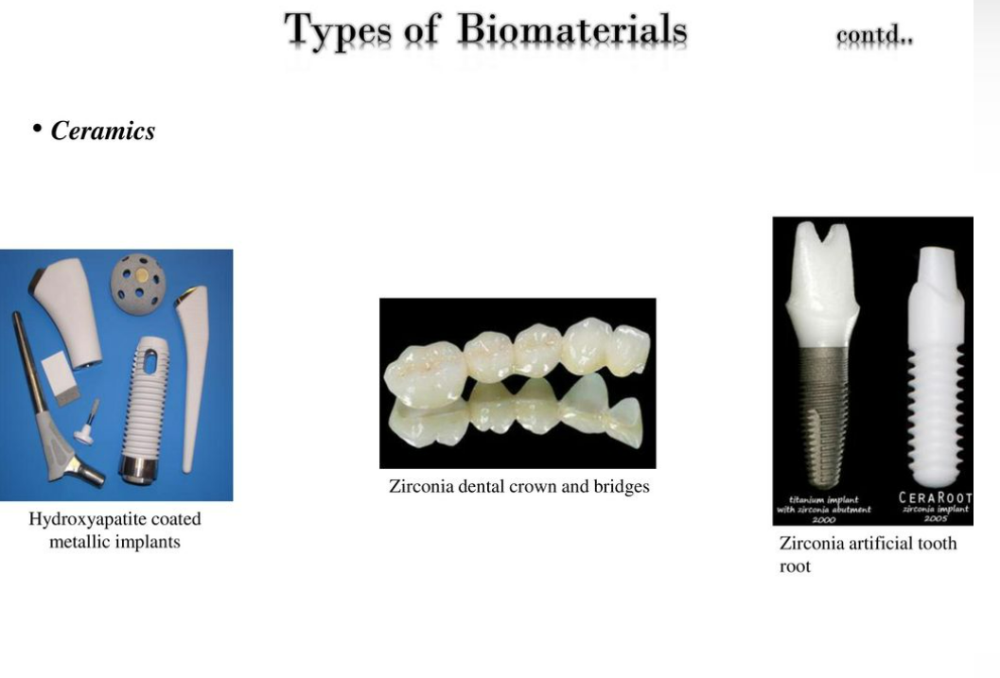 Types of Biomaterials contd..
• Ceramics
Hydroxyapatite coated
metallic implants
Zirconia dental crown and bridges
titanium implant
with zirconia abutment
2000
CERAROOT
zirconia implant
2005
Zirconia artificial tooth
root